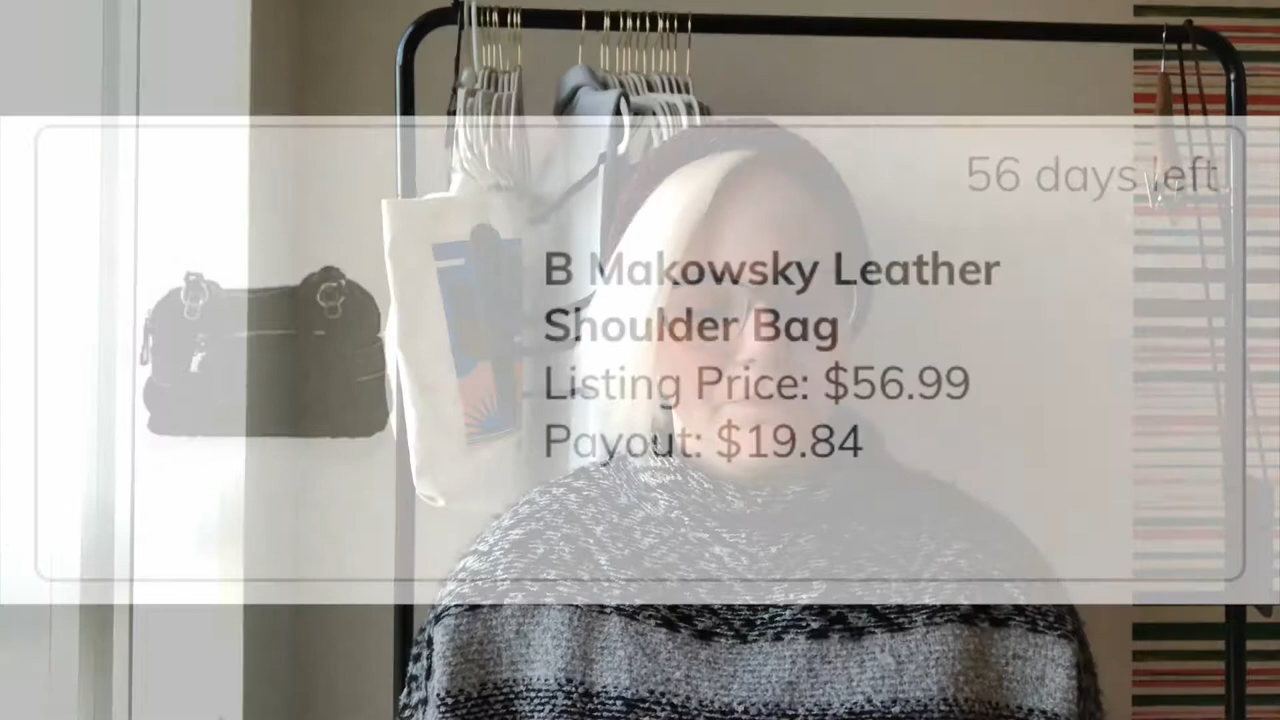 56 days left
B Makowsky Leather
Shoulder Bag
Listing Price: $56.99
Payout: $19.84